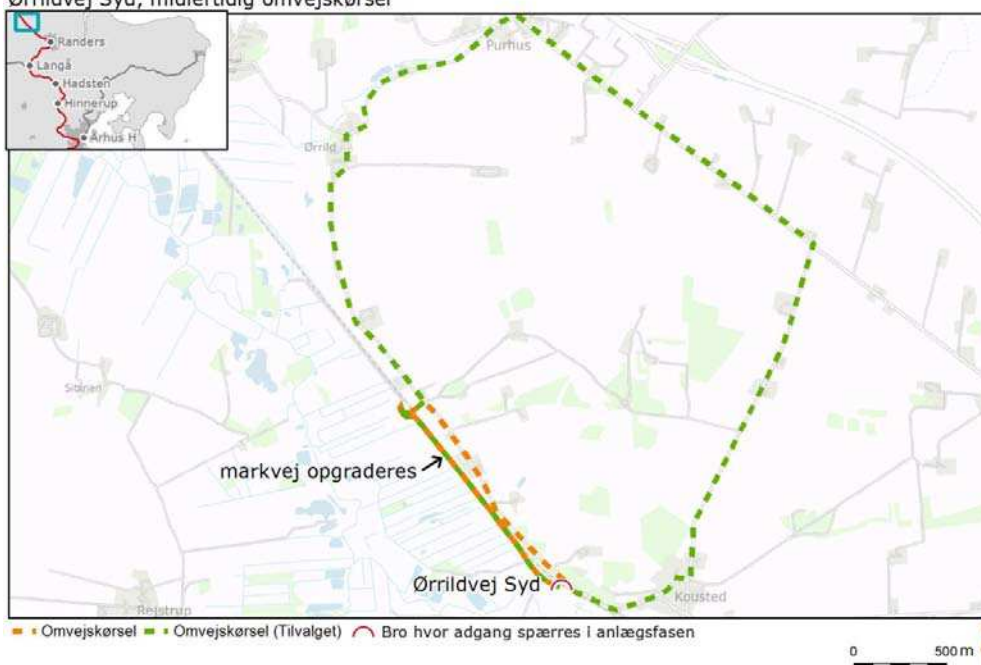 Ørrildvej Syd, midlertidig omvejskørsel
Randers
Langå
Hadsten
Hinnerup
Århus H
Purhus
Ørrild
markvej opgraderes
Ørrildvej Syd
Kousted
Omvejskørsel
Omvejskørsel (Tilvalget)
Bro hvor adgang spærres i anlægsfasen
0 500 m